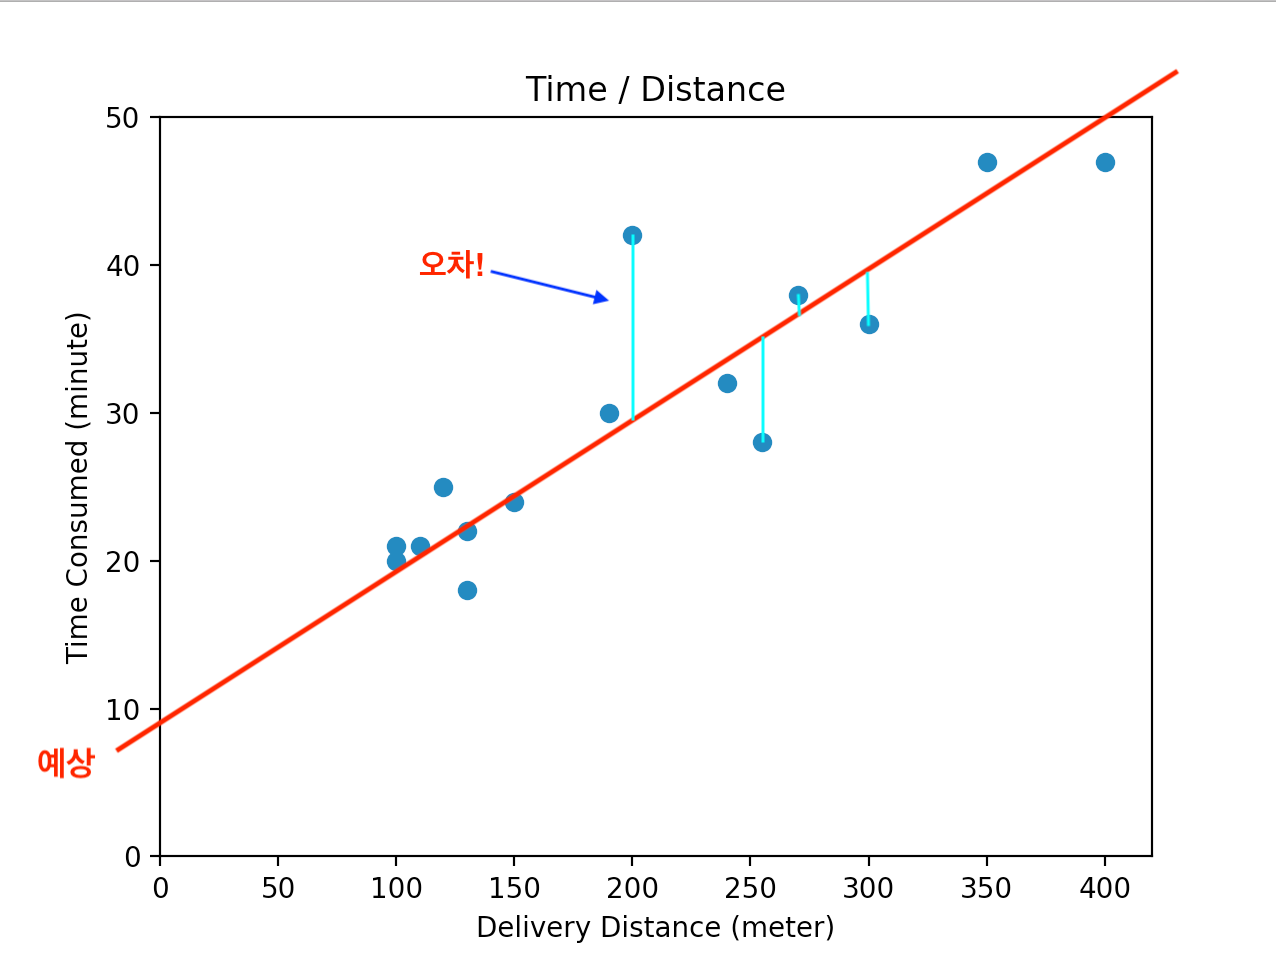 Time / Distance
50
40
30
20
10
0
Time Consumed (minute)
오차!
예상
0 50 100 150 200 250 300 350 400
Delivery Distance (meter)